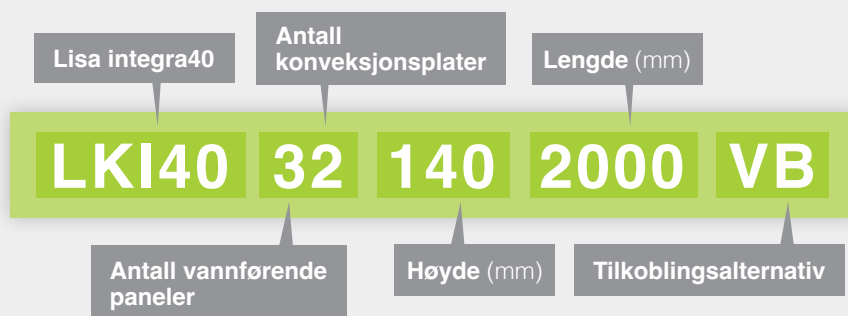 Lisa integra40
Antall
konveksjonsplater
Lengde (mm)
LKI40 32 140 2000 VB
Antall vannførende
paneler
Høyde (mm)
Tilkoblingsalternativ